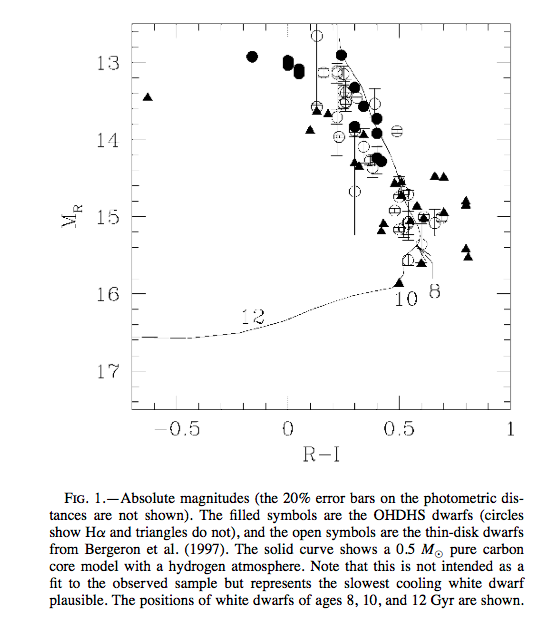 13
14
15
16
17
M_R
12
10
8
−0.5
0
0.5
1
R−I
FIG. 1.—Absolute magnitudes (the 20% error bars on the photometric dis-
tances are not shown). The filled symbols are the OHDHS dwarfs (circles
show Hα and triangles do not), and the open symbols are the thin-disk dwarfs
from Bergeron et al. (1997). The solid curve shows a 0.5 M☉ pure carbon
core model with a hydrogen atmosphere. Note that this is not intended as a
fit to the observed sample but represents the slowest cooling white dwarf
plausible. The positions of white dwarfs of ages 8, 10, and 12 Gyr are shown.